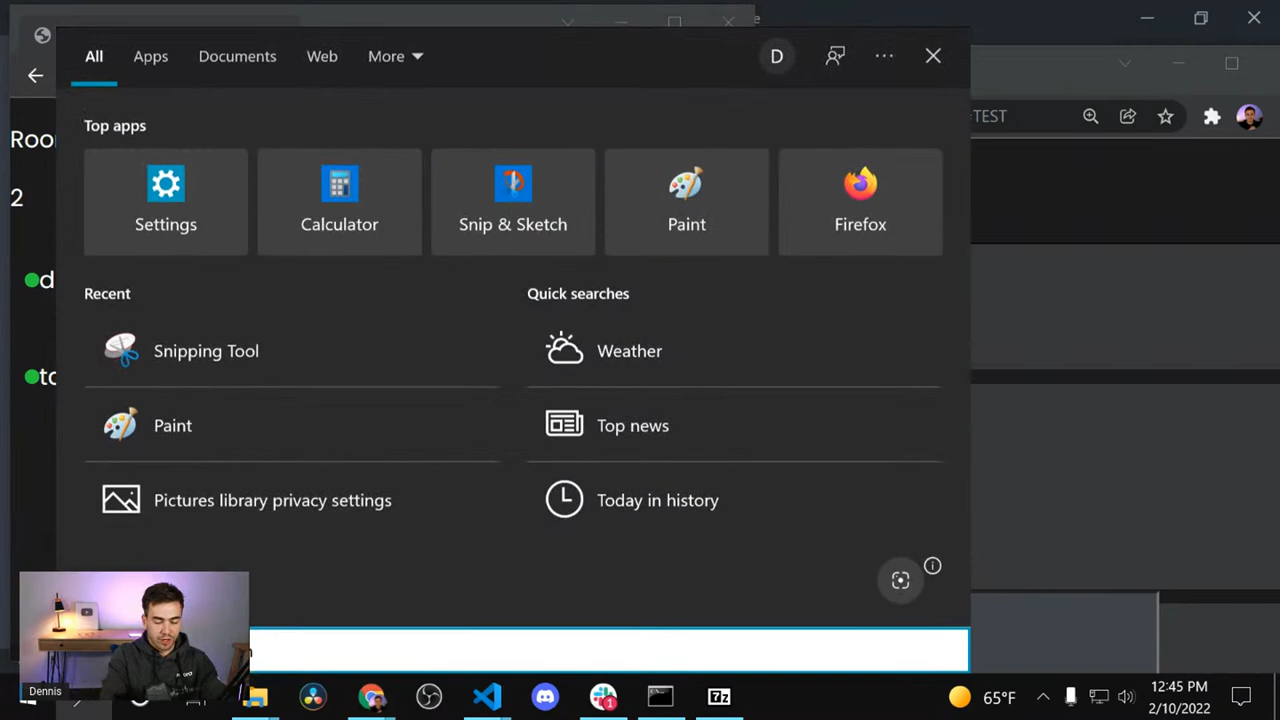 All Apps Documents Web More D
TEST
Top apps
Settings Calculator Snip & Sketch Paint Firefox
2
Recent Quick searches
Snipping Tool Weather
Paint Top news
Pictures library privacy settings Today in history
Dennis
7z 1 65°F 12:45 PM
2/10/2022